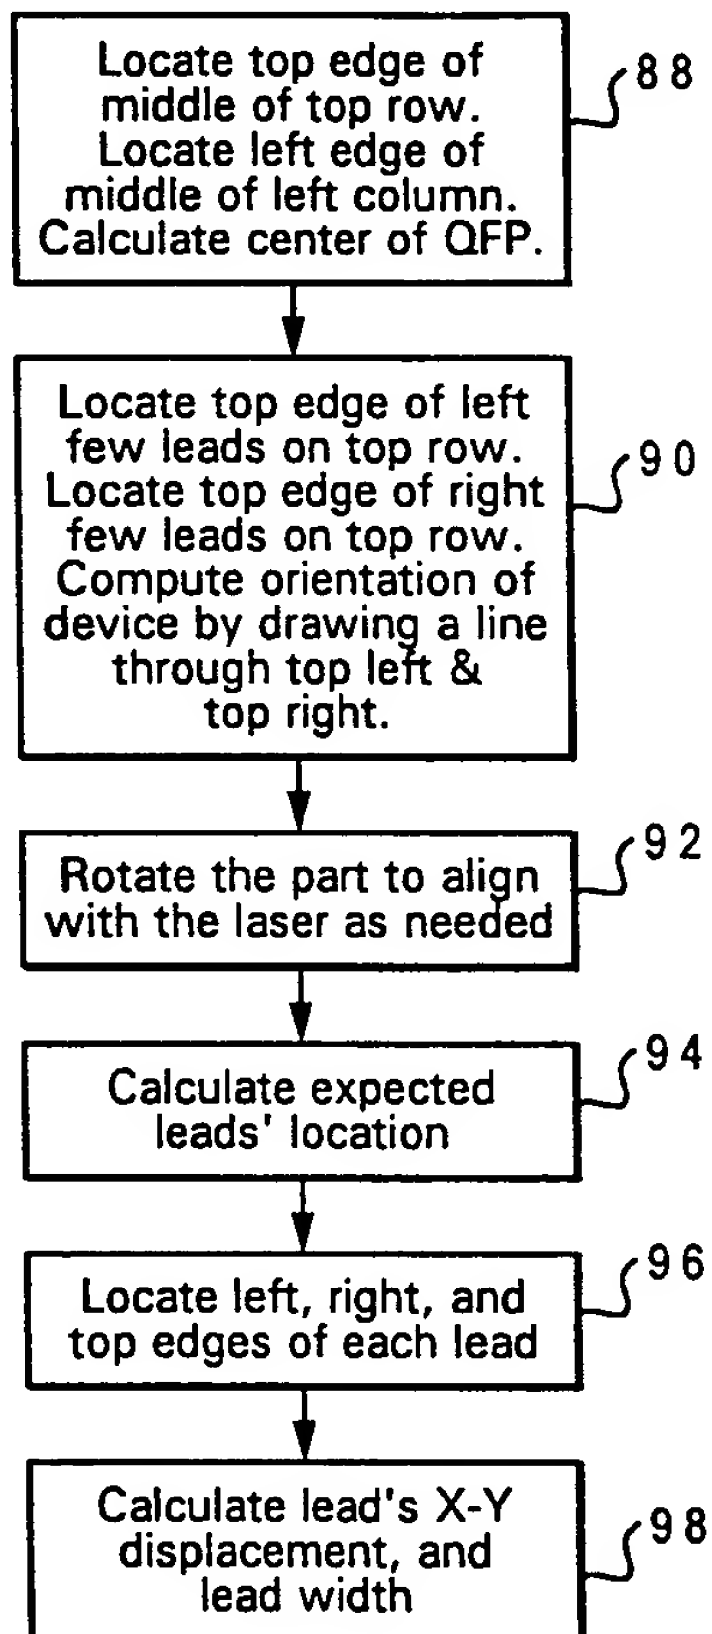 Locate top edge of
middle of top row.
Locate left edge of
middle of left column.
Calculate center of QFP.
88
Locate top edge of left
few leads on top row.
Locate top edge of right
few leads on top row.
Compute orientation of
device by drawing a line
through top left &
top right.
90
Rotate the part to align
with the laser as needed
92
Calculate expected
leads' location
94
Locate left, right, and
top edges of each lead
96
Calculate lead's X-Y
displacement, and
lead width
98